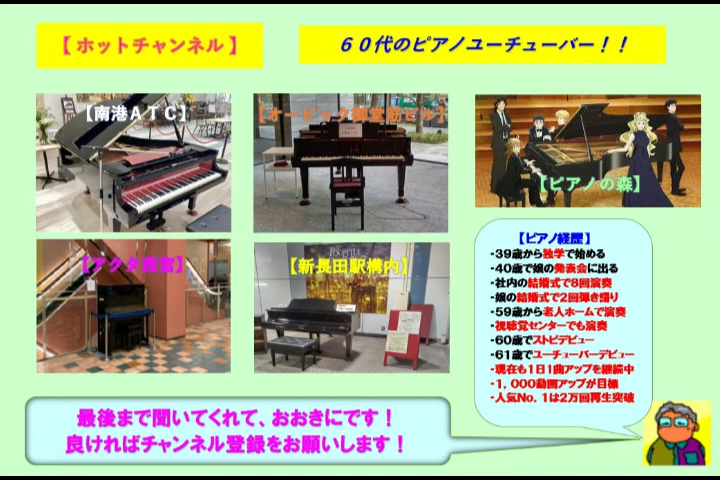 【ホットチャンネル】
６０代のピアノユーチューバー！！
【南港ＡＴＣ】
【オービック御堂筋ビル】
【ピアノの森】
【アクタ西宮】
【新長田駅構内】
【ピアノ経歴】
・39歳から独学で始める
・40歳で娘の発表会に出る
・社内の結婚式で8回演奏
・娘の結婚式で2回弾き語り
・59歳から老人ホームで演奏
・視聴覚センターでも演奏
・60歳でストピデビュー
・61歳でユーチューバーデビュー
・現在も1日1曲アップを継続中
・1，000動画アップが目標
・人気No．1は2万回再生突破
最後まで聞いてくれて、おおきにです！
良ければチャンネル登録をお願いします！